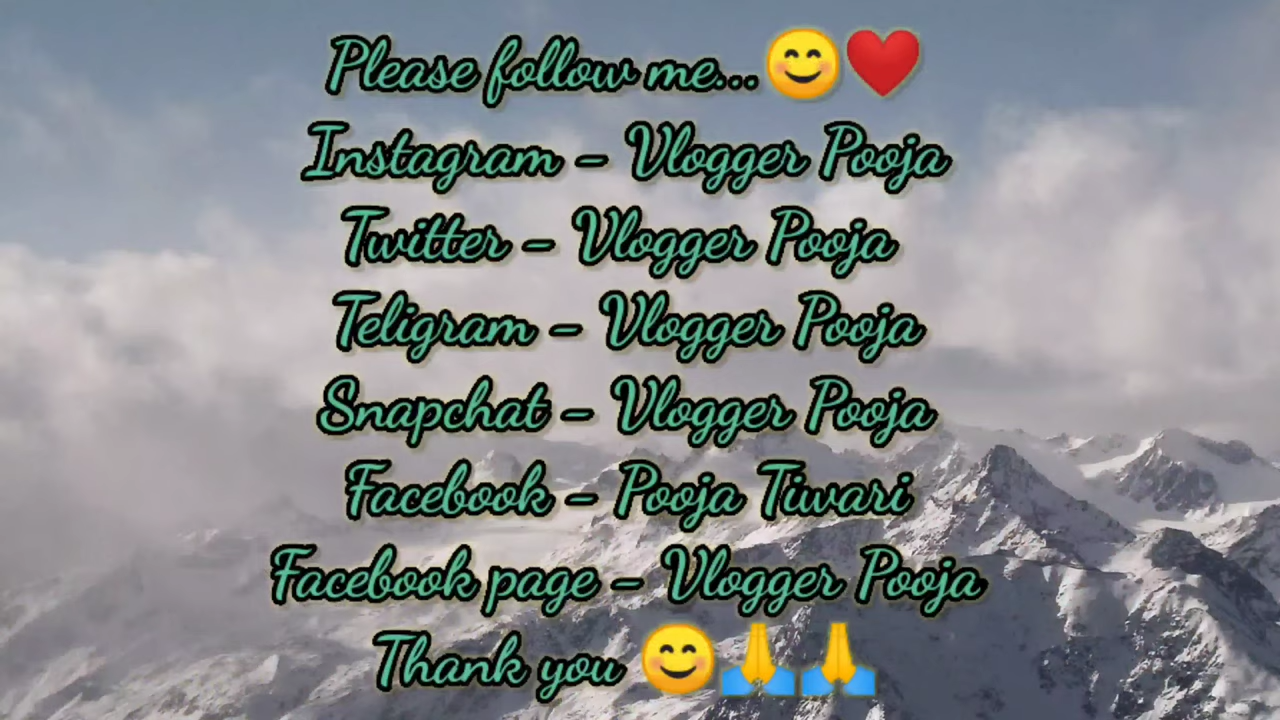 Please follow me...😊❤️
Instagram - Vlogger Pooja
Twitter - Vlogger Pooja
Teligram - Vlogger Pooja
Snapchat - Vlogger Pooja
Facebook - Pooja Tiwari
Facebook page - Vlogger Pooja
Thank you 😊🙏🙏